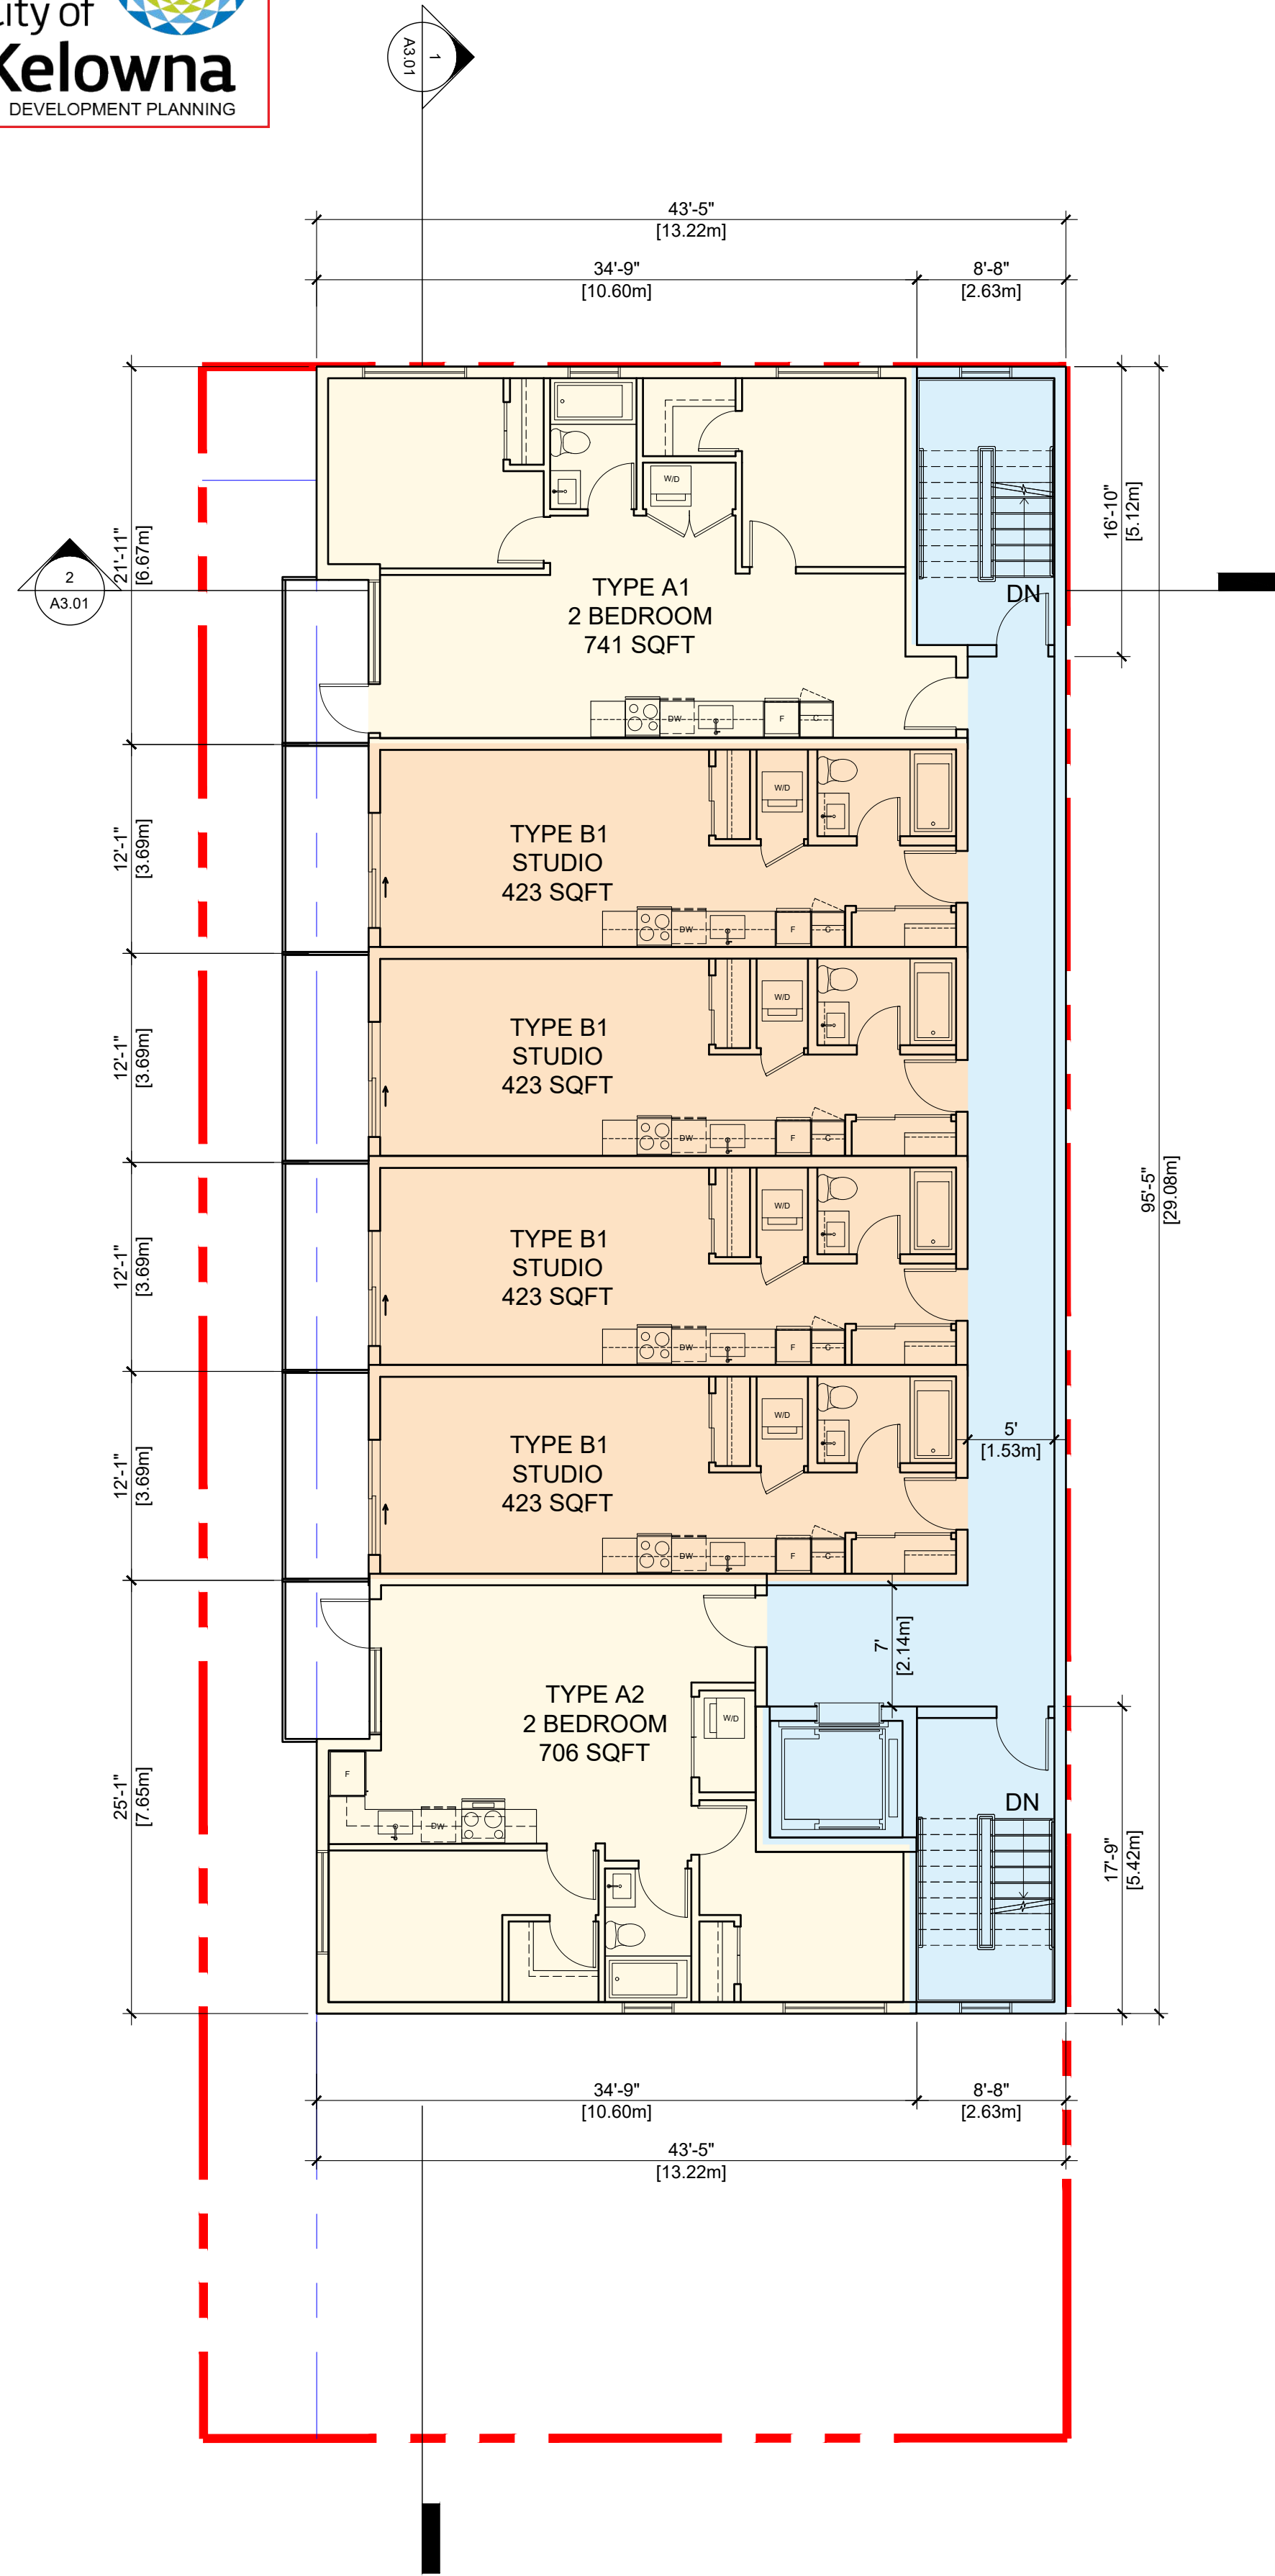 ity of
Kelowna
DEVELOPMENT PLANNING
1
A3.01
43'-5"
[13.22m]
34'-9"
[10.60m]
8'-8"
[2.63m]
21'-11"
[6.67m]
16'-10"
[5.12m]
2
A3.01
W/D
DN
TYPE A1
2 BEDROOM
741 SQFT
DW
F
C
12'-1"
[3.69m]
W/D
TYPE B1
STUDIO
423 SQFT
DW
F
C
12'-1"
[3.69m]
W/D
TYPE B1
STUDIO
423 SQFT
DW
F
C
95'-5"
[29.08m]
12'-1"
[3.69m]
W/D
TYPE B1
STUDIO
423 SQFT
DW
F
C
12'-1"
[3.69m]
W/D
TYPE B1
STUDIO
423 SQFT
5'
[1.53m]
DW
F
C
7'
[2.14m]
TYPE A2
2 BEDROOM
706 SQFT
W/D
F
DW
25'-1"
[7.65m]
DN
17'-9"
[5.42m]
34'-9"
[10.60m]
8'-8"
[2.63m]
43'-5"
[13.22m]